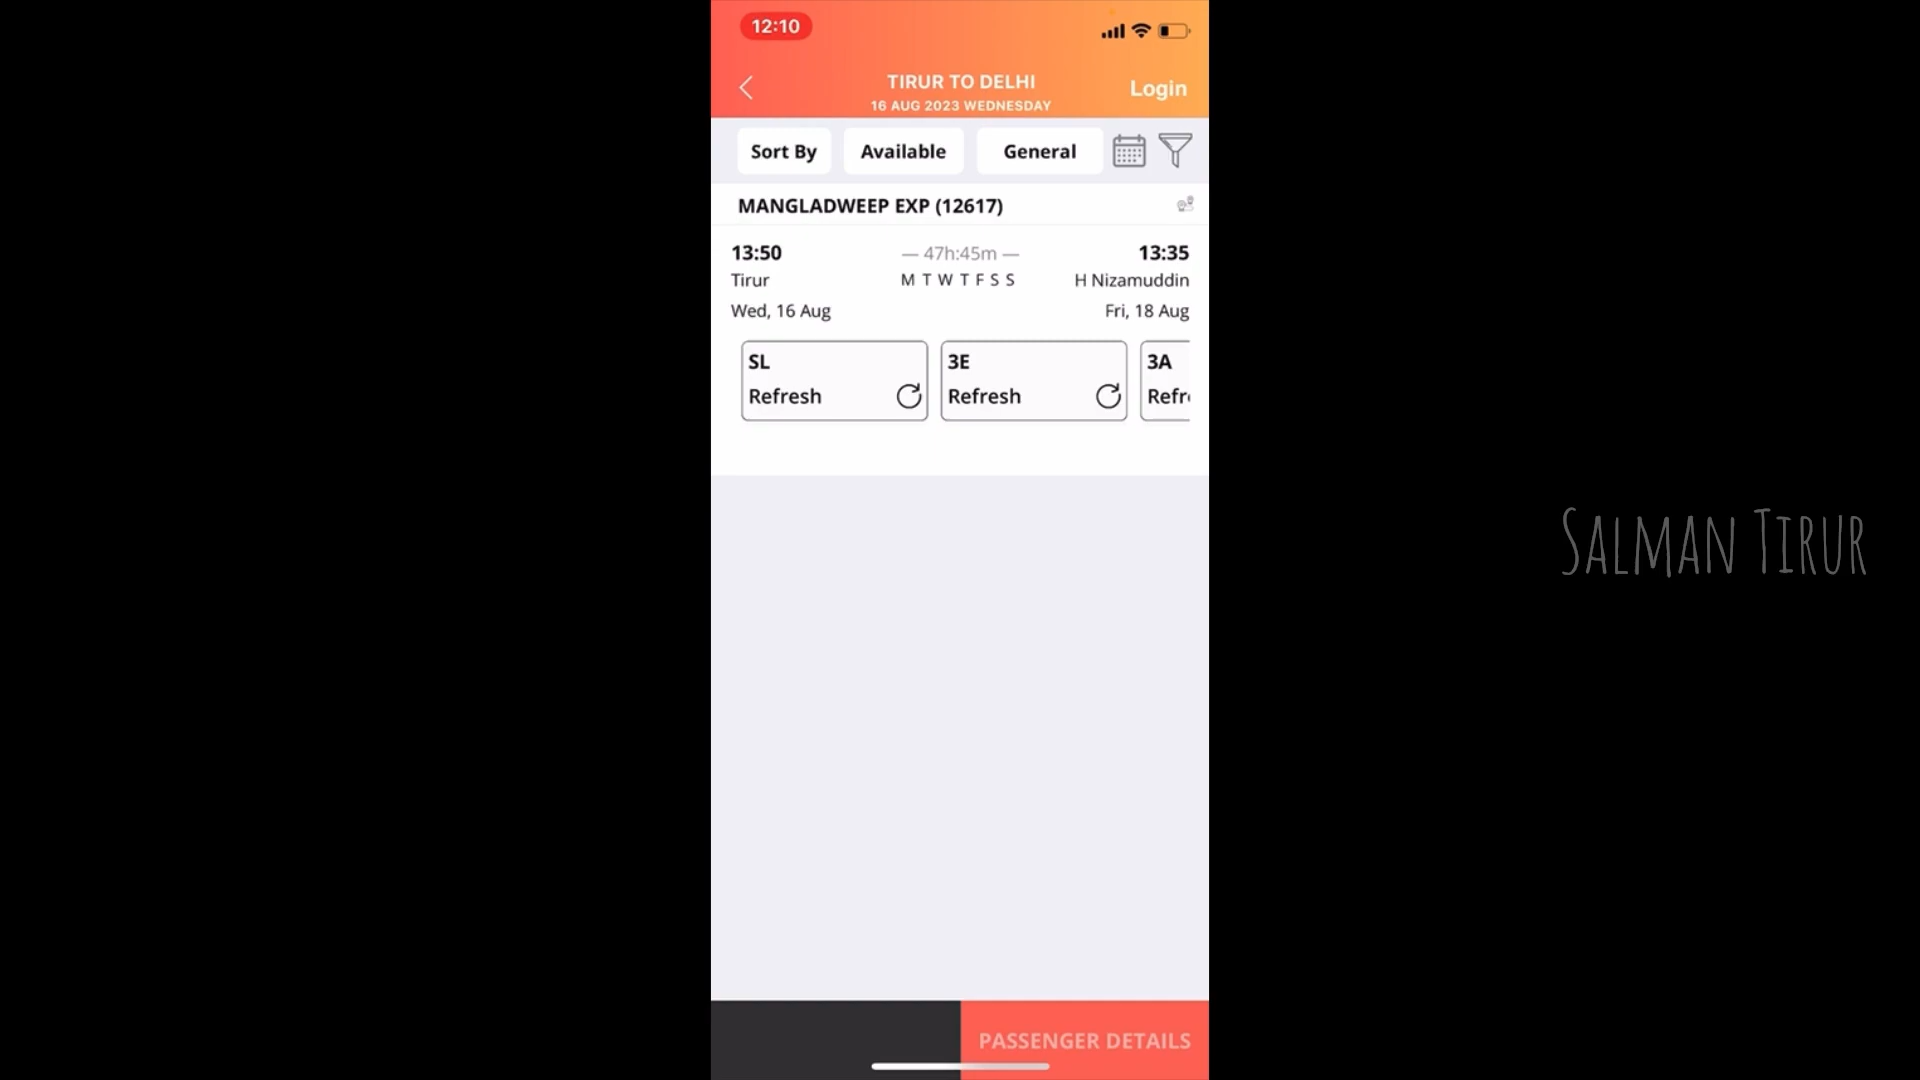 12:10
TIRUR TO DELHI
Login
16 AUG 2023 WEDNESDAY
Sort By
Available
General
MANGLADWEEP EXP (12617)
13:50
— 47h:45m —
13:35
Tirur
M T W T F S S
H Nizamuddin
Wed, 16 Aug
Fri, 18 Aug
SL
3E
3A
Refresh
Refresh
Refr
SALMAN TIRUR
PASSENGER DETAILS